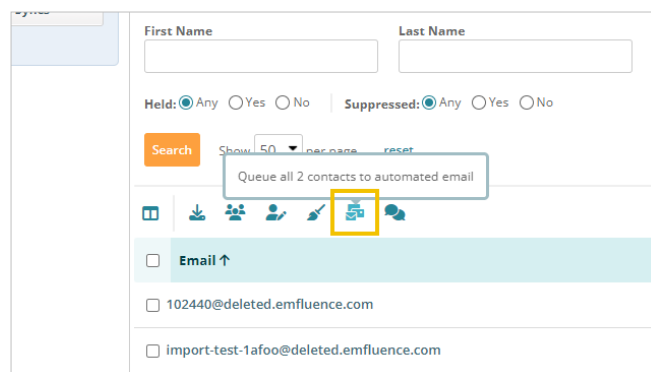 First Name Last Name
Held: Any Yes No Suppressed: Any Yes No
Search Show 50 per page reset
Queue all 2 contacts to automated email
Email ↑
102440@deleted.emfluence.com
import-test-1afoo@deleted.emfluence.com